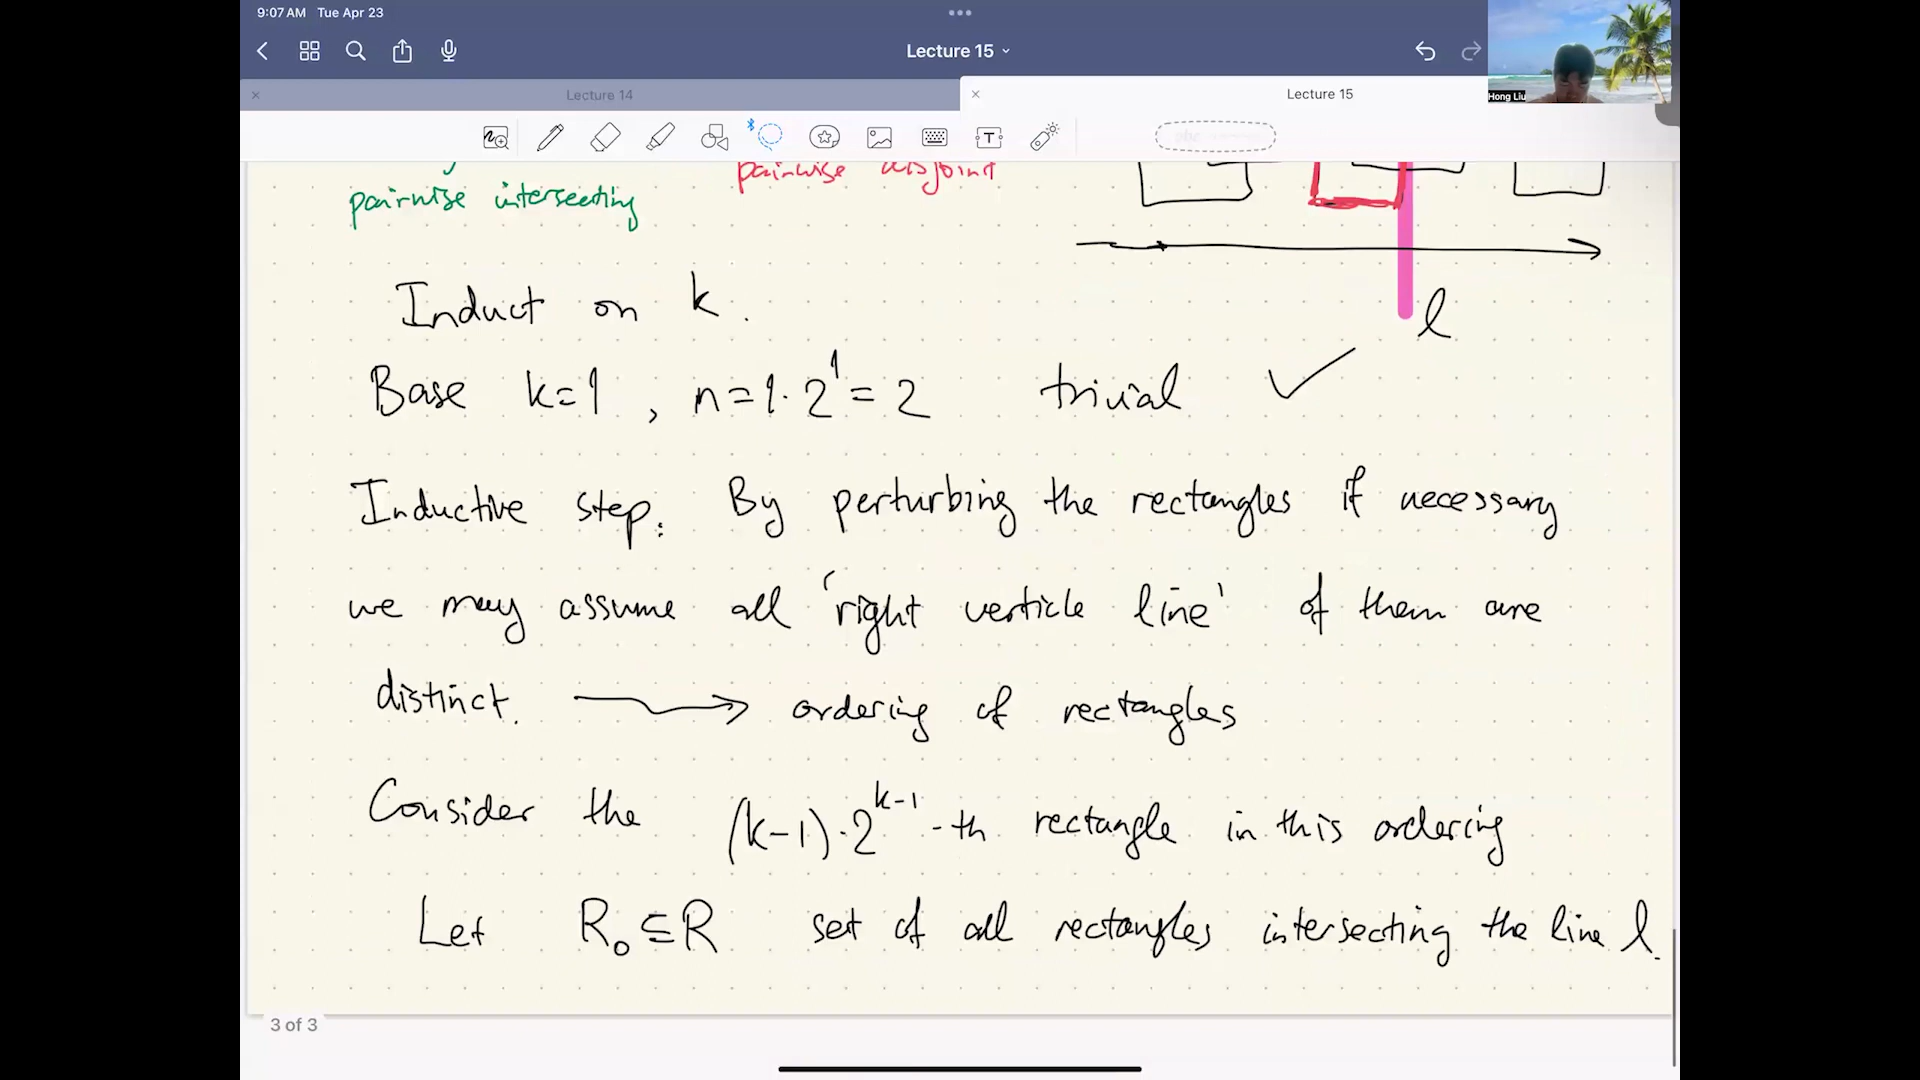 9:07 AM Tue Apr 23
Lecture 15
Hong Liu
Lecture 14
Lecture 15
pairwise disjoint
pairwise intersecting
Induct on k.
l
Base k=1, n=1·2¹=2 trivial ✓
Inductive step: By perturbing the rectangles if necessary
we may assume all 'right verticle line' of them are
distinct. → ordering of rectangles
Consider the (k-1)·2^{k-1}-th rectangle in this ordering
Let R₀⊆R set of all rectangles intersecting the line l.
3 of 3